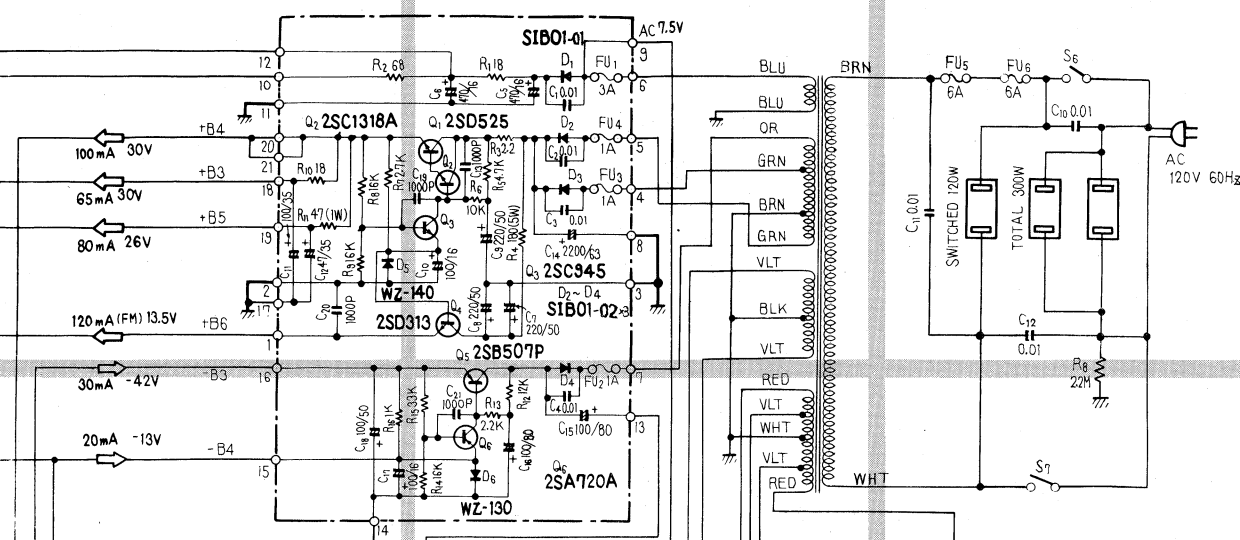 SIB01-01
AC 7.5V
12
10
11
R2 68
C6 470/16
R1 18
C5 470/16
D1
C1 0.01
FU1
3A
9
6
BLU
BLU
BRN
FU5
6A
FU6
6A
S6
+B4
100mA 30V
20
21
Q2 2SC1318A
Q1 2SD525
R3 2.2
D2
C2 0.01
FU4
1A
5
OR
C10 0.01
+B3
65mA 30V
18
R10 18
R8 16K
R7 2.7K
C19
1000P
Q2
C3 1000P
R5 4.7K
R6
10K
D3
C3
0.01
FU3
1A
4
GRN
BRN
GRN
AC
120V 60Hz
SWITCHED 120W
TOTAL 300W
C11 0.01
+B5
80mA 26V
19
100/35
C11
R11 47 (1W)
C12 47/35
R9 16K
Q3
D5
C10
100/16
C9 220/50
R4 180(5W)
C14 2200/63
8
Q3 2SC945
VLT
2
17
WZ-140
C20
1000P
2SD313
Q4
C8 220/50
C7
220/50
D2~D4
SIB01-02×3
3
BLK
VLT
120mA (FM) 13.5V
+B6
1
C12
0.01
R8
22M
Q5 2SB507P
30mA -42V
-B3
16
D4
C4 0.01
FU2 1A
7
RED
C18 100/50
R16 1K
R15 33K
C21
1000P
R13
2.2K
R12 12K
C15 100/80
13
VLT
WHT
VLT
RED
20mA -13V
-B4
15
C17
100/16
R14 16K
Q6
D6
C16 100/80
Q6
2SA720A
WZ-130
14
WHT
S7